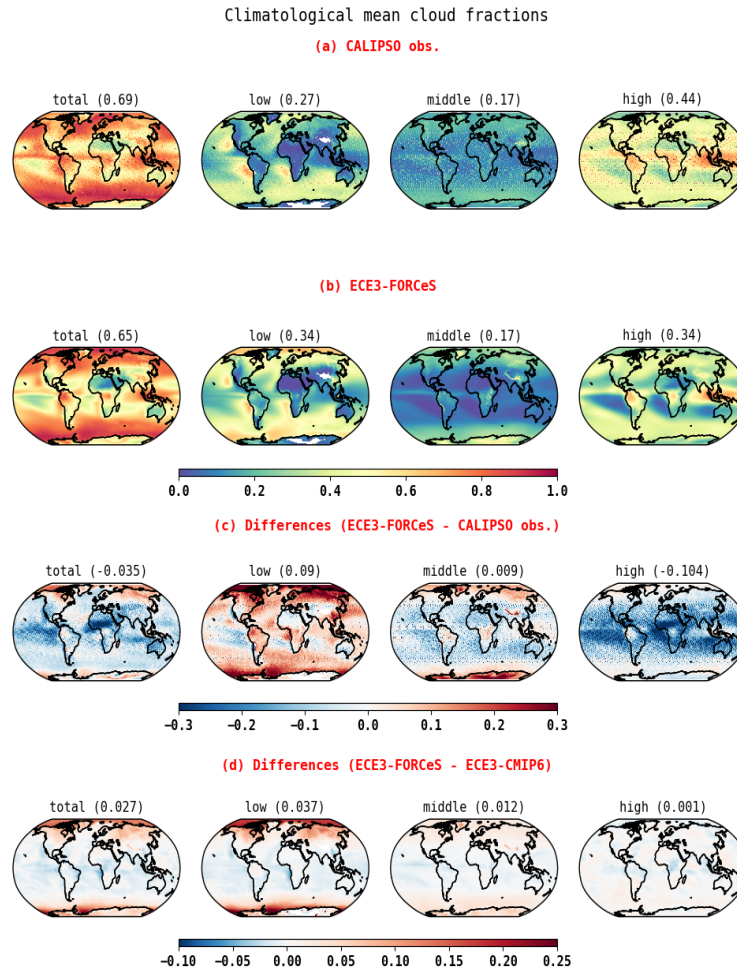 Climatological mean cloud fractions
(a) CALIPSO obs.
total (0.69) low (0.27) middle (0.17) high (0.44)
(b) ECE3-FORCeS
total (0.65) low (0.34) middle (0.17) high (0.34)
0.0 0.2 0.4 0.6 0.8 1.0
(c) Differences (ECE3-FORCeS - CALIPSO obs.)
total (-0.035) low (0.09) middle (0.009) high (-0.104)
−0.3 −0.2 −0.1 0.0 0.1 0.2 0.3
(d) Differences (ECE3-FORCeS - ECE3-CMIP6)
total (0.027) low (0.037) middle (0.012) high (0.001)
−0.10 −0.05 0.00 0.05 0.10 0.15 0.20 0.25